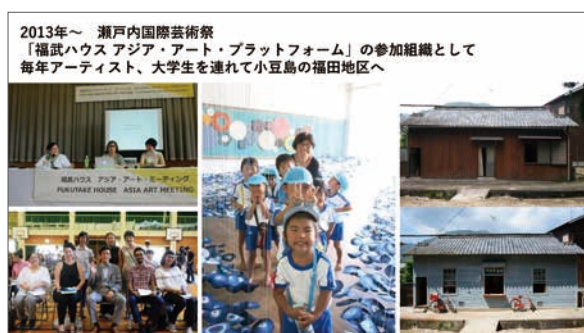 2013年~　瀬戸内国際芸術祭
「福武ハウス アジア・アート・プラットフォーム」の参加組織として
毎年アーティスト、大学生を連れて小豆島の福田地区へ
福武ハウス　アジア・アート・ミーティング
FUKUTAKE HOUSE　ASIA ART MEETING